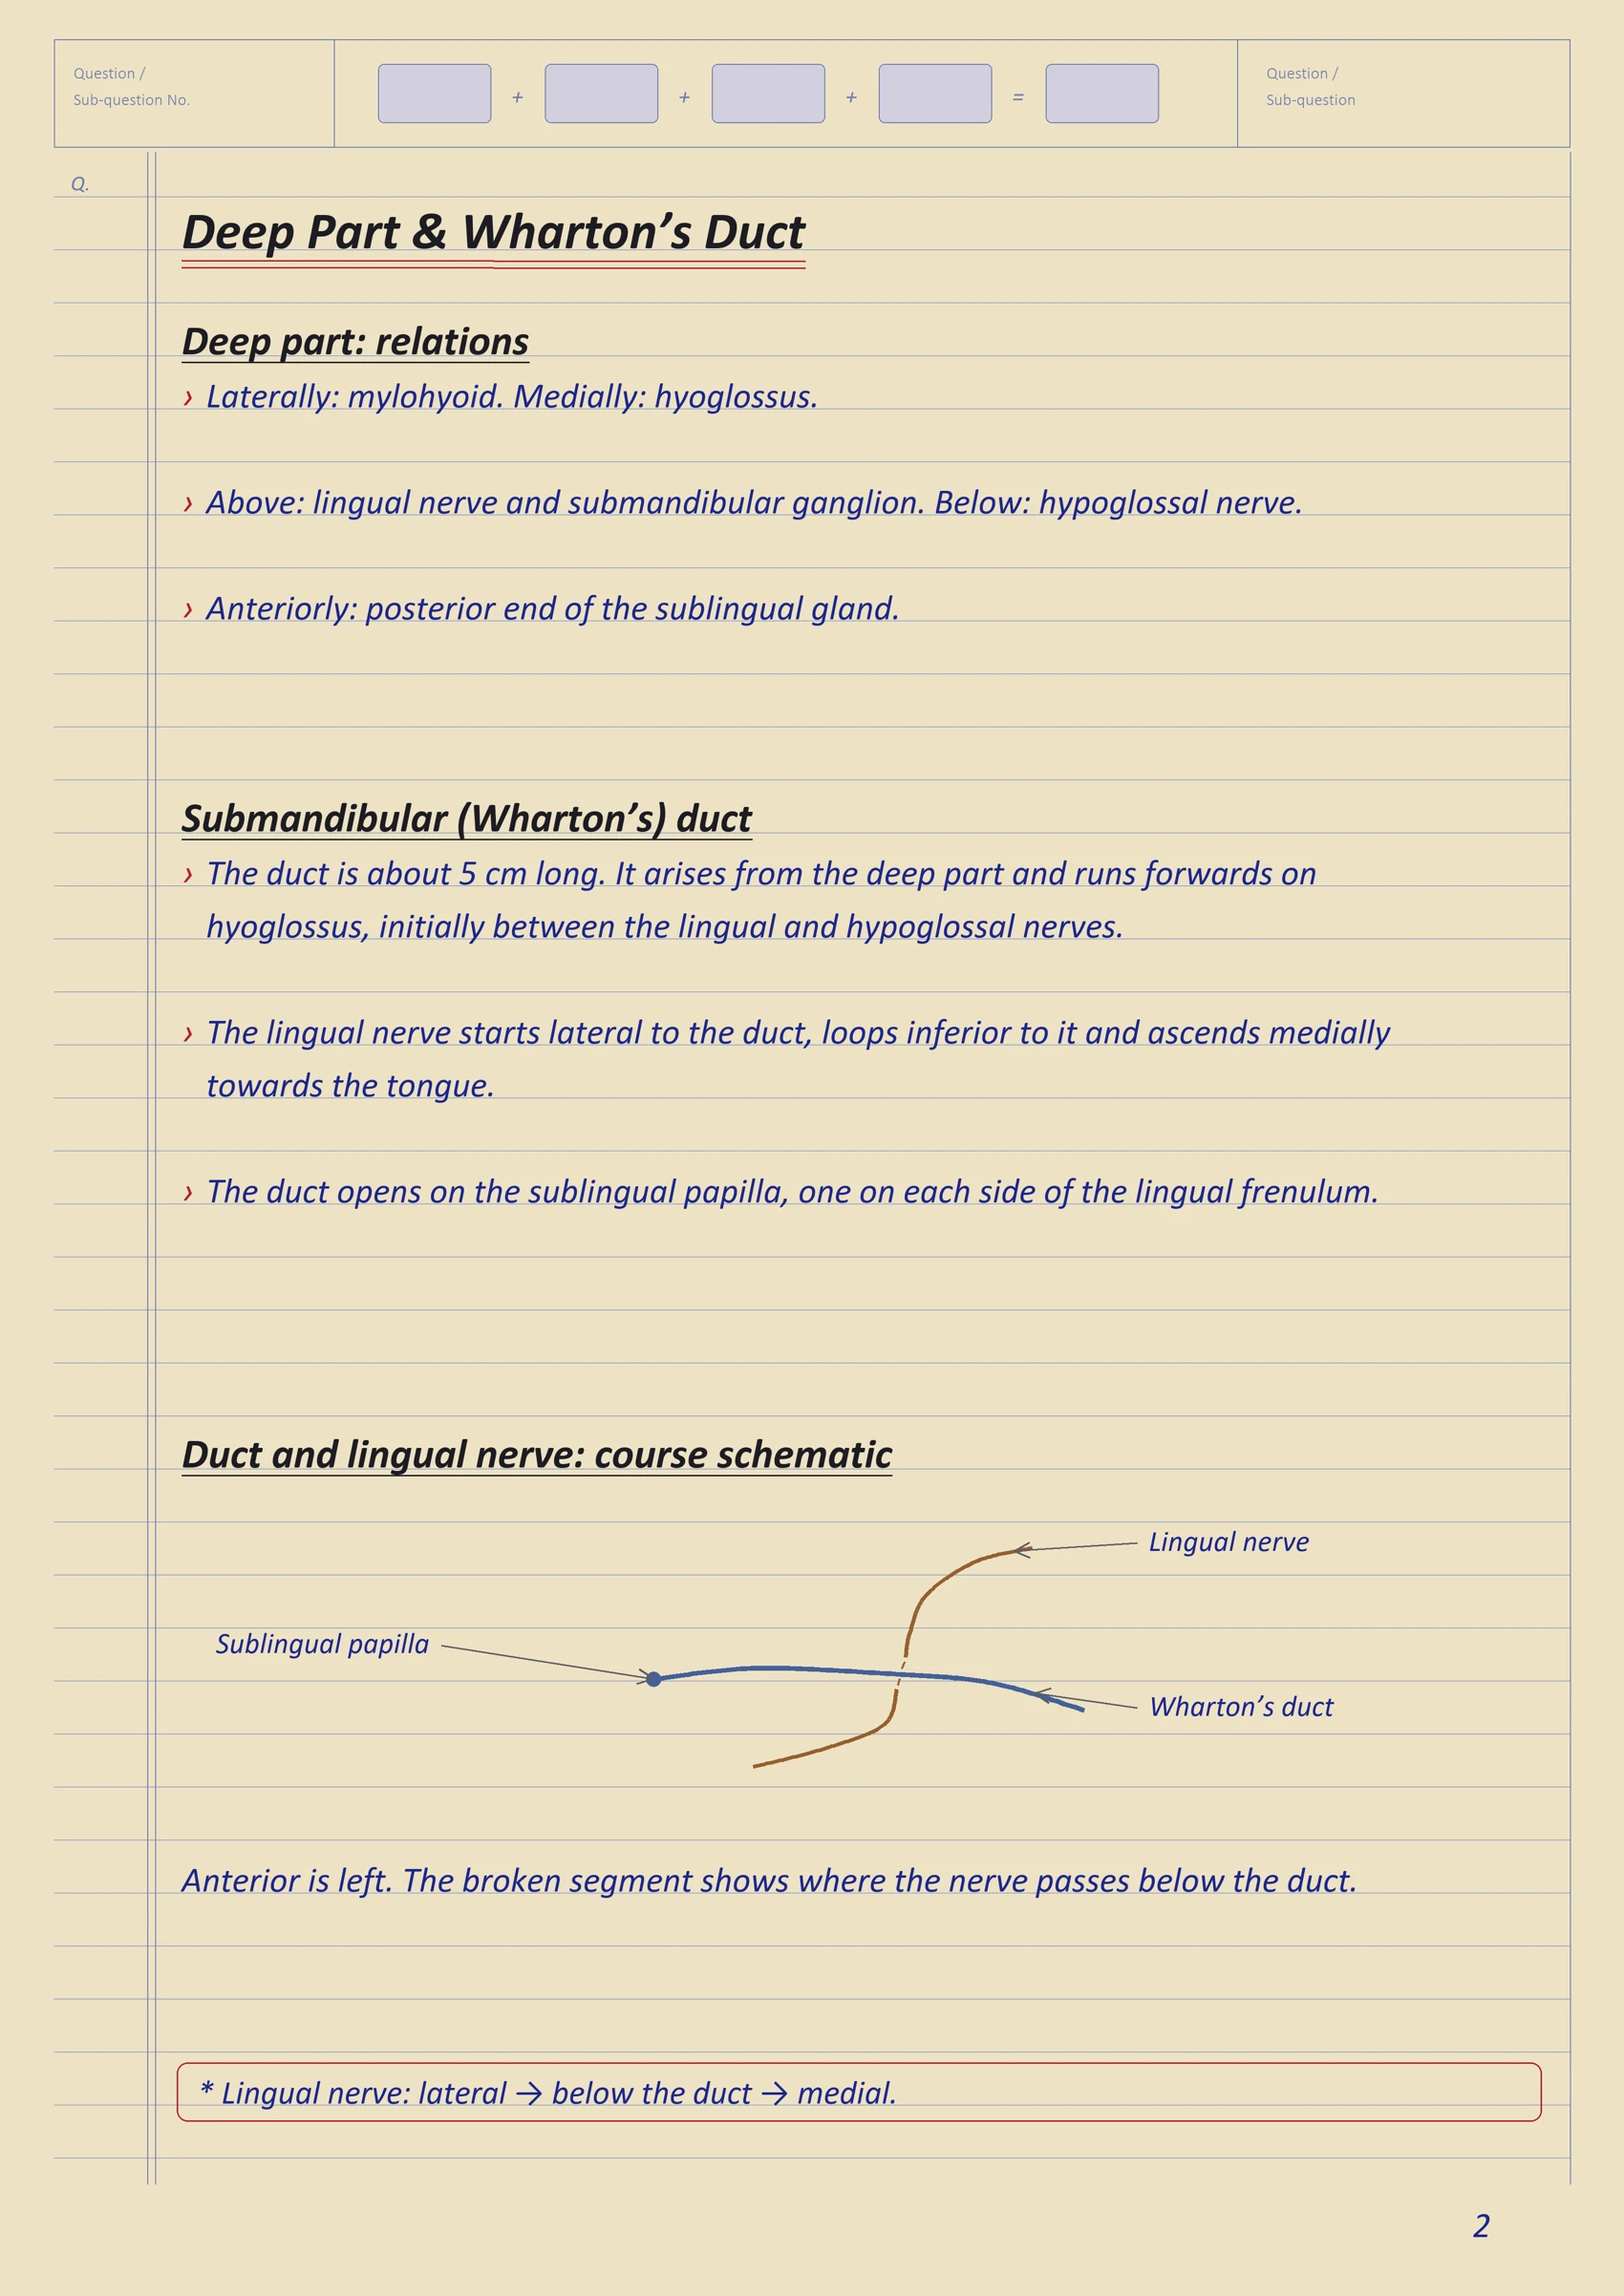 Question /
Sub-question No.
+ + + =
Question /
Sub-question
Q.
Deep Part & Wharton’s Duct
Deep part: relations
› Laterally: mylohyoid. Medially: hyoglossus.
› Above: lingual nerve and submandibular ganglion. Below: hypoglossal nerve.
› Anteriorly: posterior end of the sublingual gland.
Submandibular (Wharton’s) duct
› The duct is about 5 cm long. It arises from the deep part and runs forwards on
hyoglossus, initially between the lingual and hypoglossal nerves.
› The lingual nerve starts lateral to the duct, loops inferior to it and ascends medially
towards the tongue.
› The duct opens on the sublingual papilla, one on each side of the lingual frenulum.
Duct and lingual nerve: course schematic
Lingual nerve
Sublingual papilla
Wharton’s duct
Anterior is left. The broken segment shows where the nerve passes below the duct.
* Lingual nerve: lateral → below the duct → medial.
2